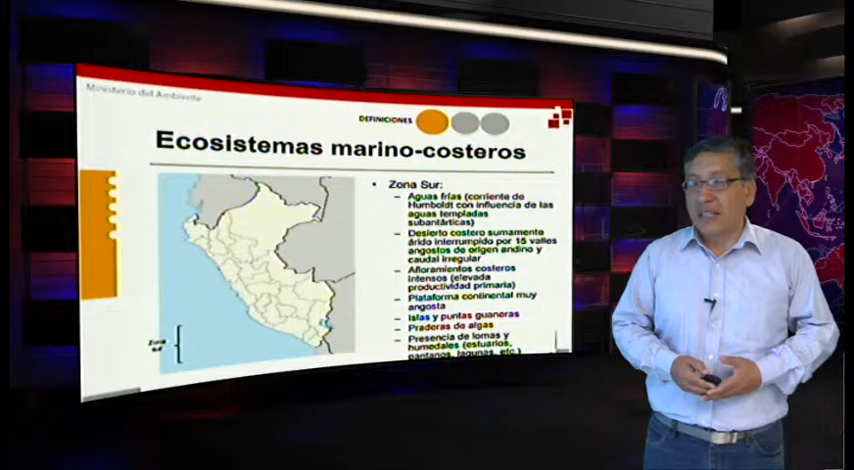 Ministerio del Ambiente
DEFINICIONES
Ecosistemas marino-costeros
• Zona Sur:
– Aguas frías (corriente de
Humboldt con influencia de las
aguas templadas
subantárticas)
– Desierto costero sumamente
árido interrumpido por 15 valles
angostos de origen andino y
caudal irregular
– Afloramientos costeros
intensos (elevada
productividad primaria)
– Plataforma continental muy
angosta
– Islas y puntas guaneras
– Praderas de algas
– Presencia de lomas y
humedales (estuarios,
pantanos, lagunas, etc.)
Zona
sur